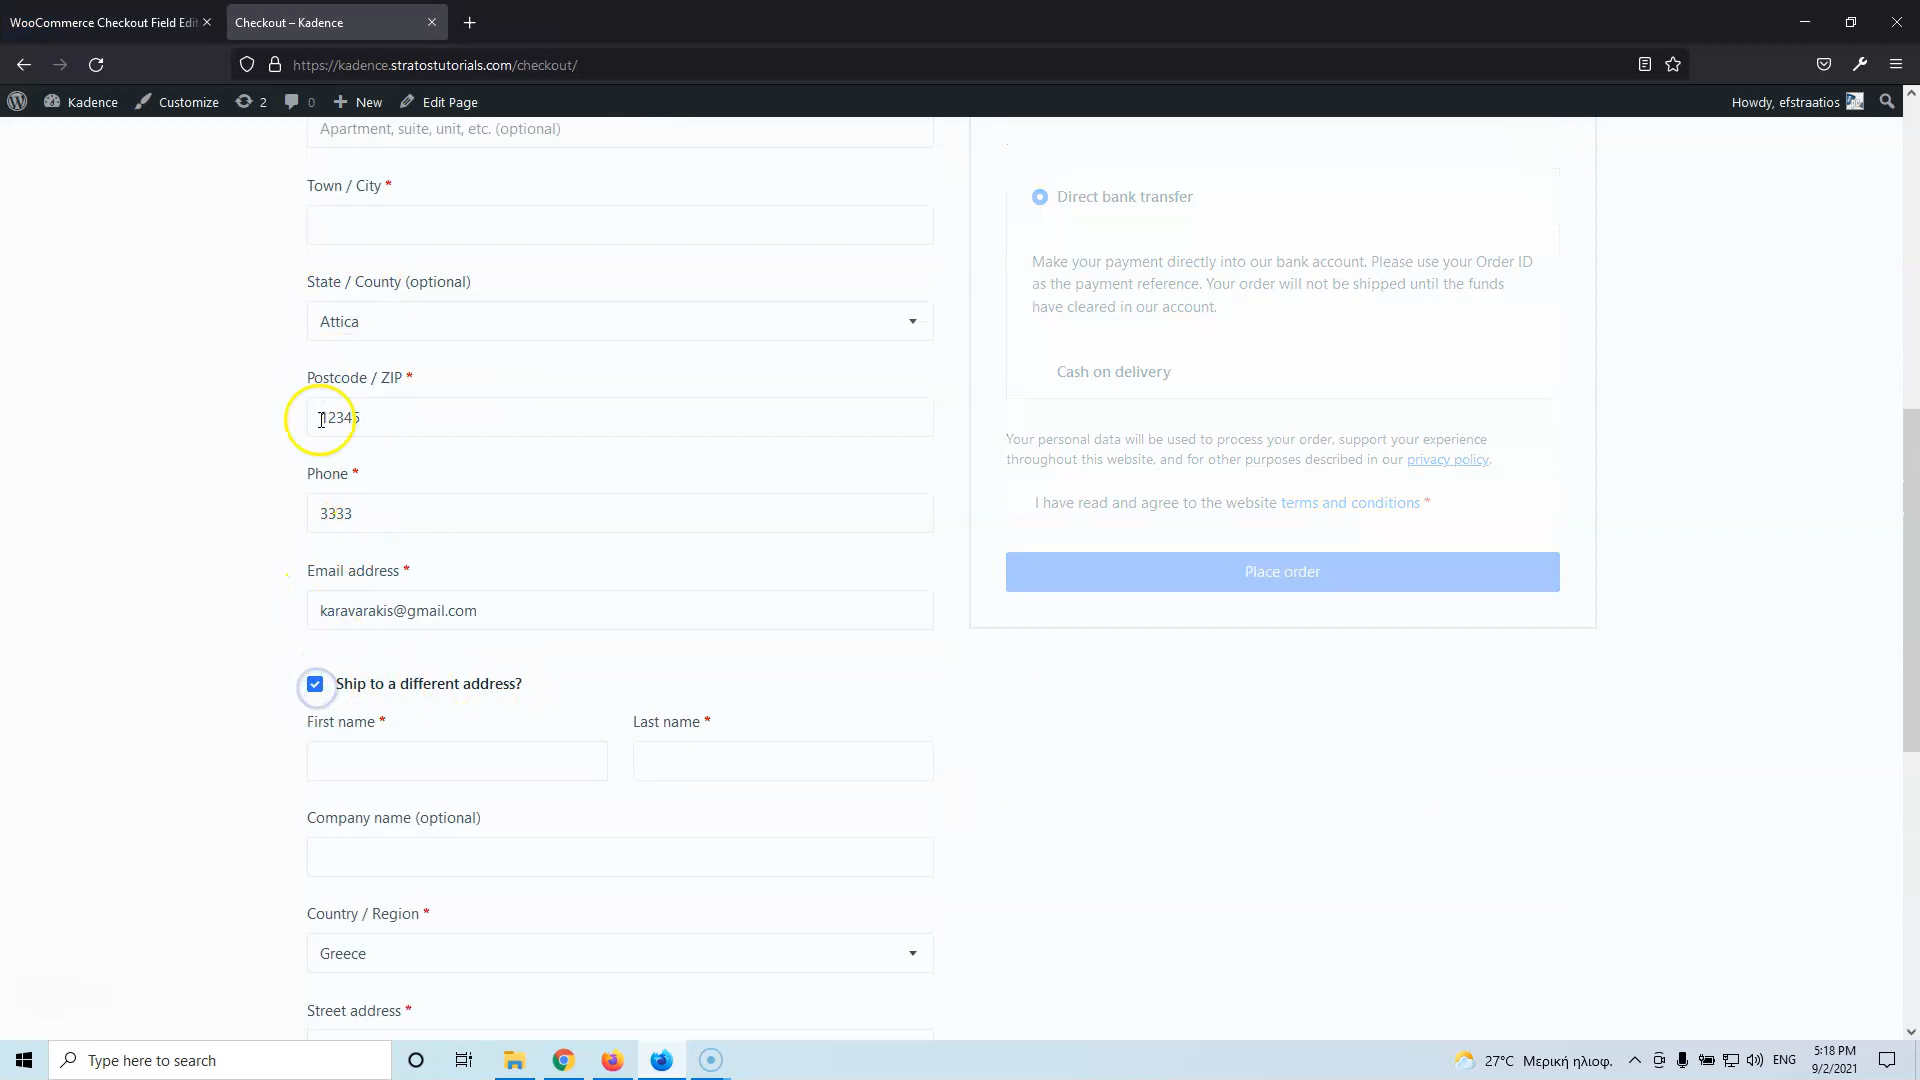 WooCommerce Checkout Field Edi
Checkout – Kadence
https://kadence.stratostutorials.com/checkout/
Kadence
Customize
2
0
New
Edit Page
Howdy, efstraatios
Apartment, suite, unit, etc. (optional)
Town / City *
State / County (optional)
Attica
Postcode / ZIP *
12345
Phone *
3333
Email address *
karavarakis@gmail.com
Ship to a different address?
First name *
Last name *
Company name (optional)
Country / Region *
Greece
Street address *
Direct bank transfer
Make your payment directly into our bank account. Please use your Order ID
as the payment reference. Your order will not be shipped until the funds
have cleared in our account.
Cash on delivery
Your personal data will be used to process your order, support your experience
throughout this website, and for other purposes described in our privacy policy.
I have read and agree to the website terms and conditions *
Place order
Type here to search
27°C Μερική ηλιοφ.
ENG
5:18 PM
9/2/2021